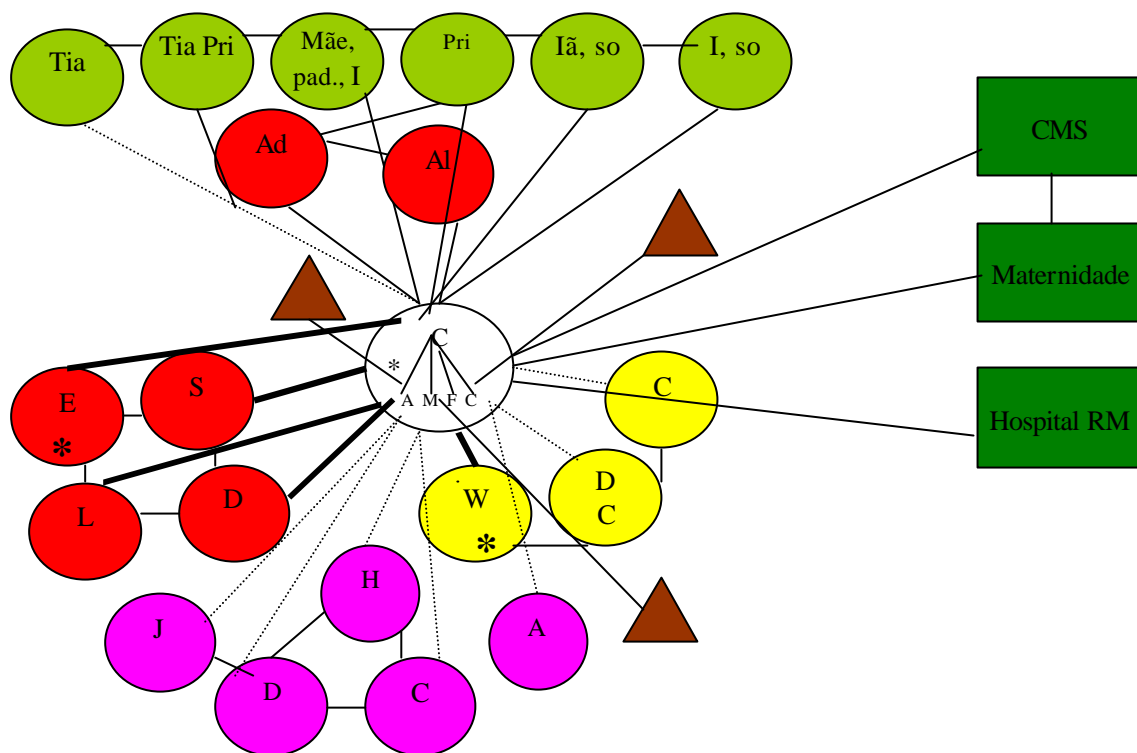 Tia
Tia Pri
Mãe,
pad., I
Pri
Iã, so
I, so
CMS
Ad
Al
Maternidade
C
*
A M F C
E
*
S
C
Hospital RM
L
D
W
*
D
C
H
J
A
D
C